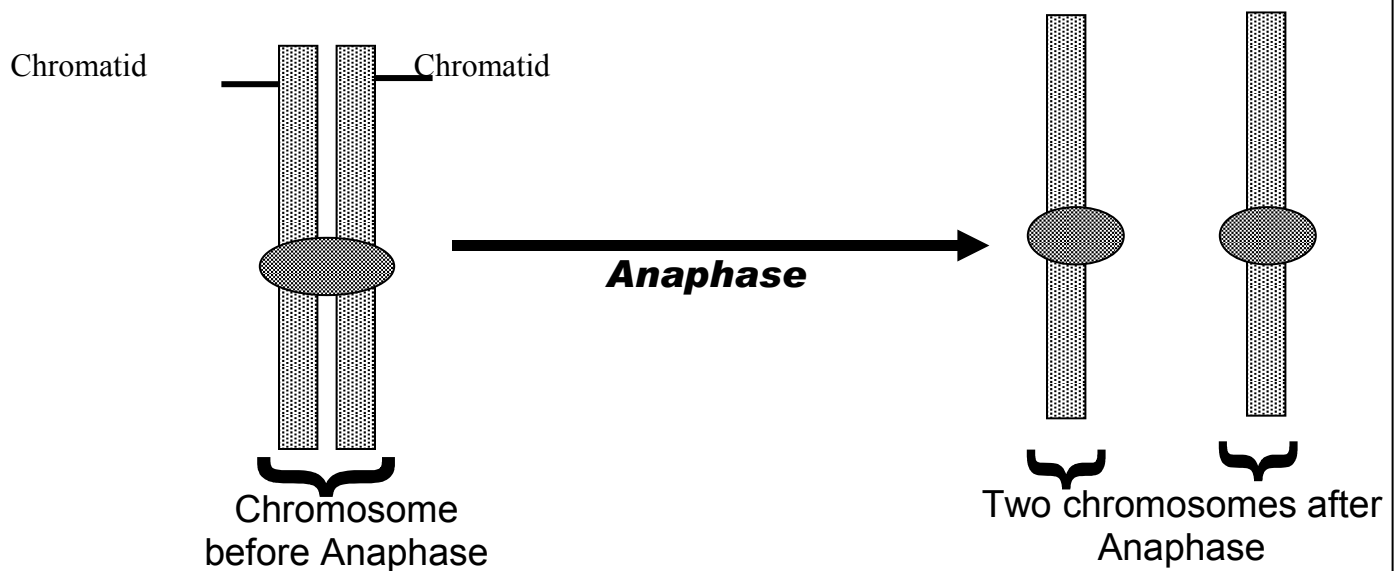 Chromatid
Chromatid
Anaphase
Chromosome
before Anaphase
Two chromosomes after
Anaphase